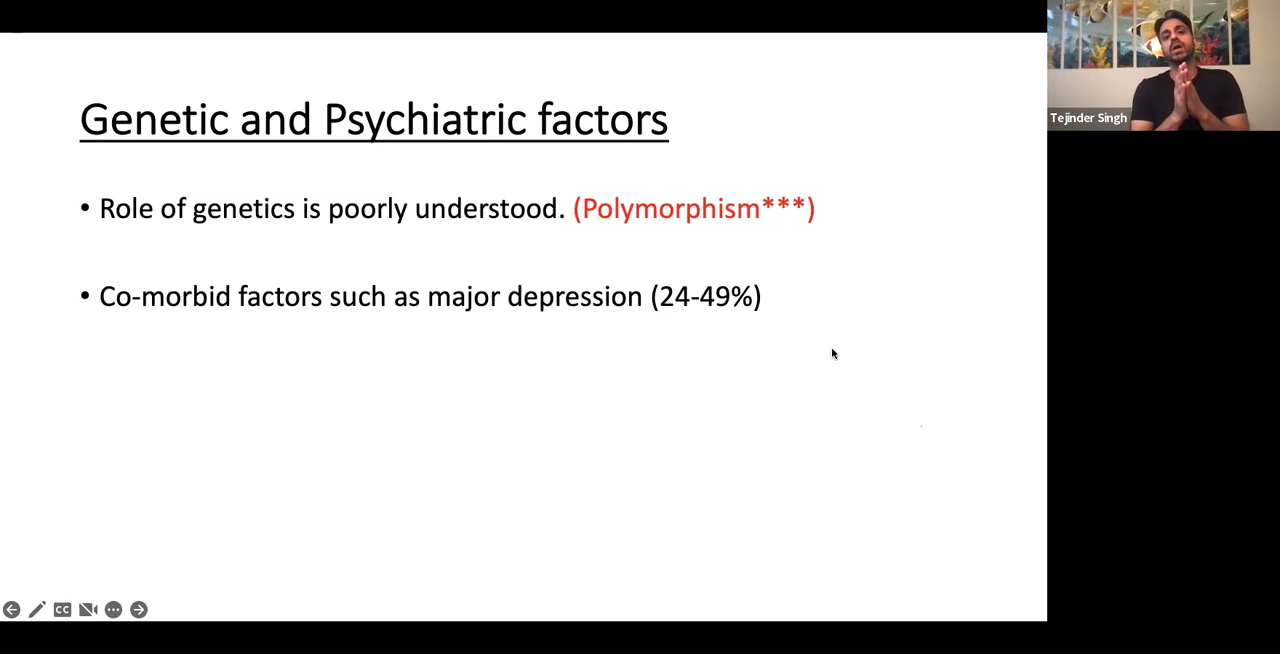 Genetic and Psychiatric factors
• Role of genetics is poorly understood. (Polymorphism***)
• Co-morbid factors such as major depression (24-49%)
Tejinder Singh
CC